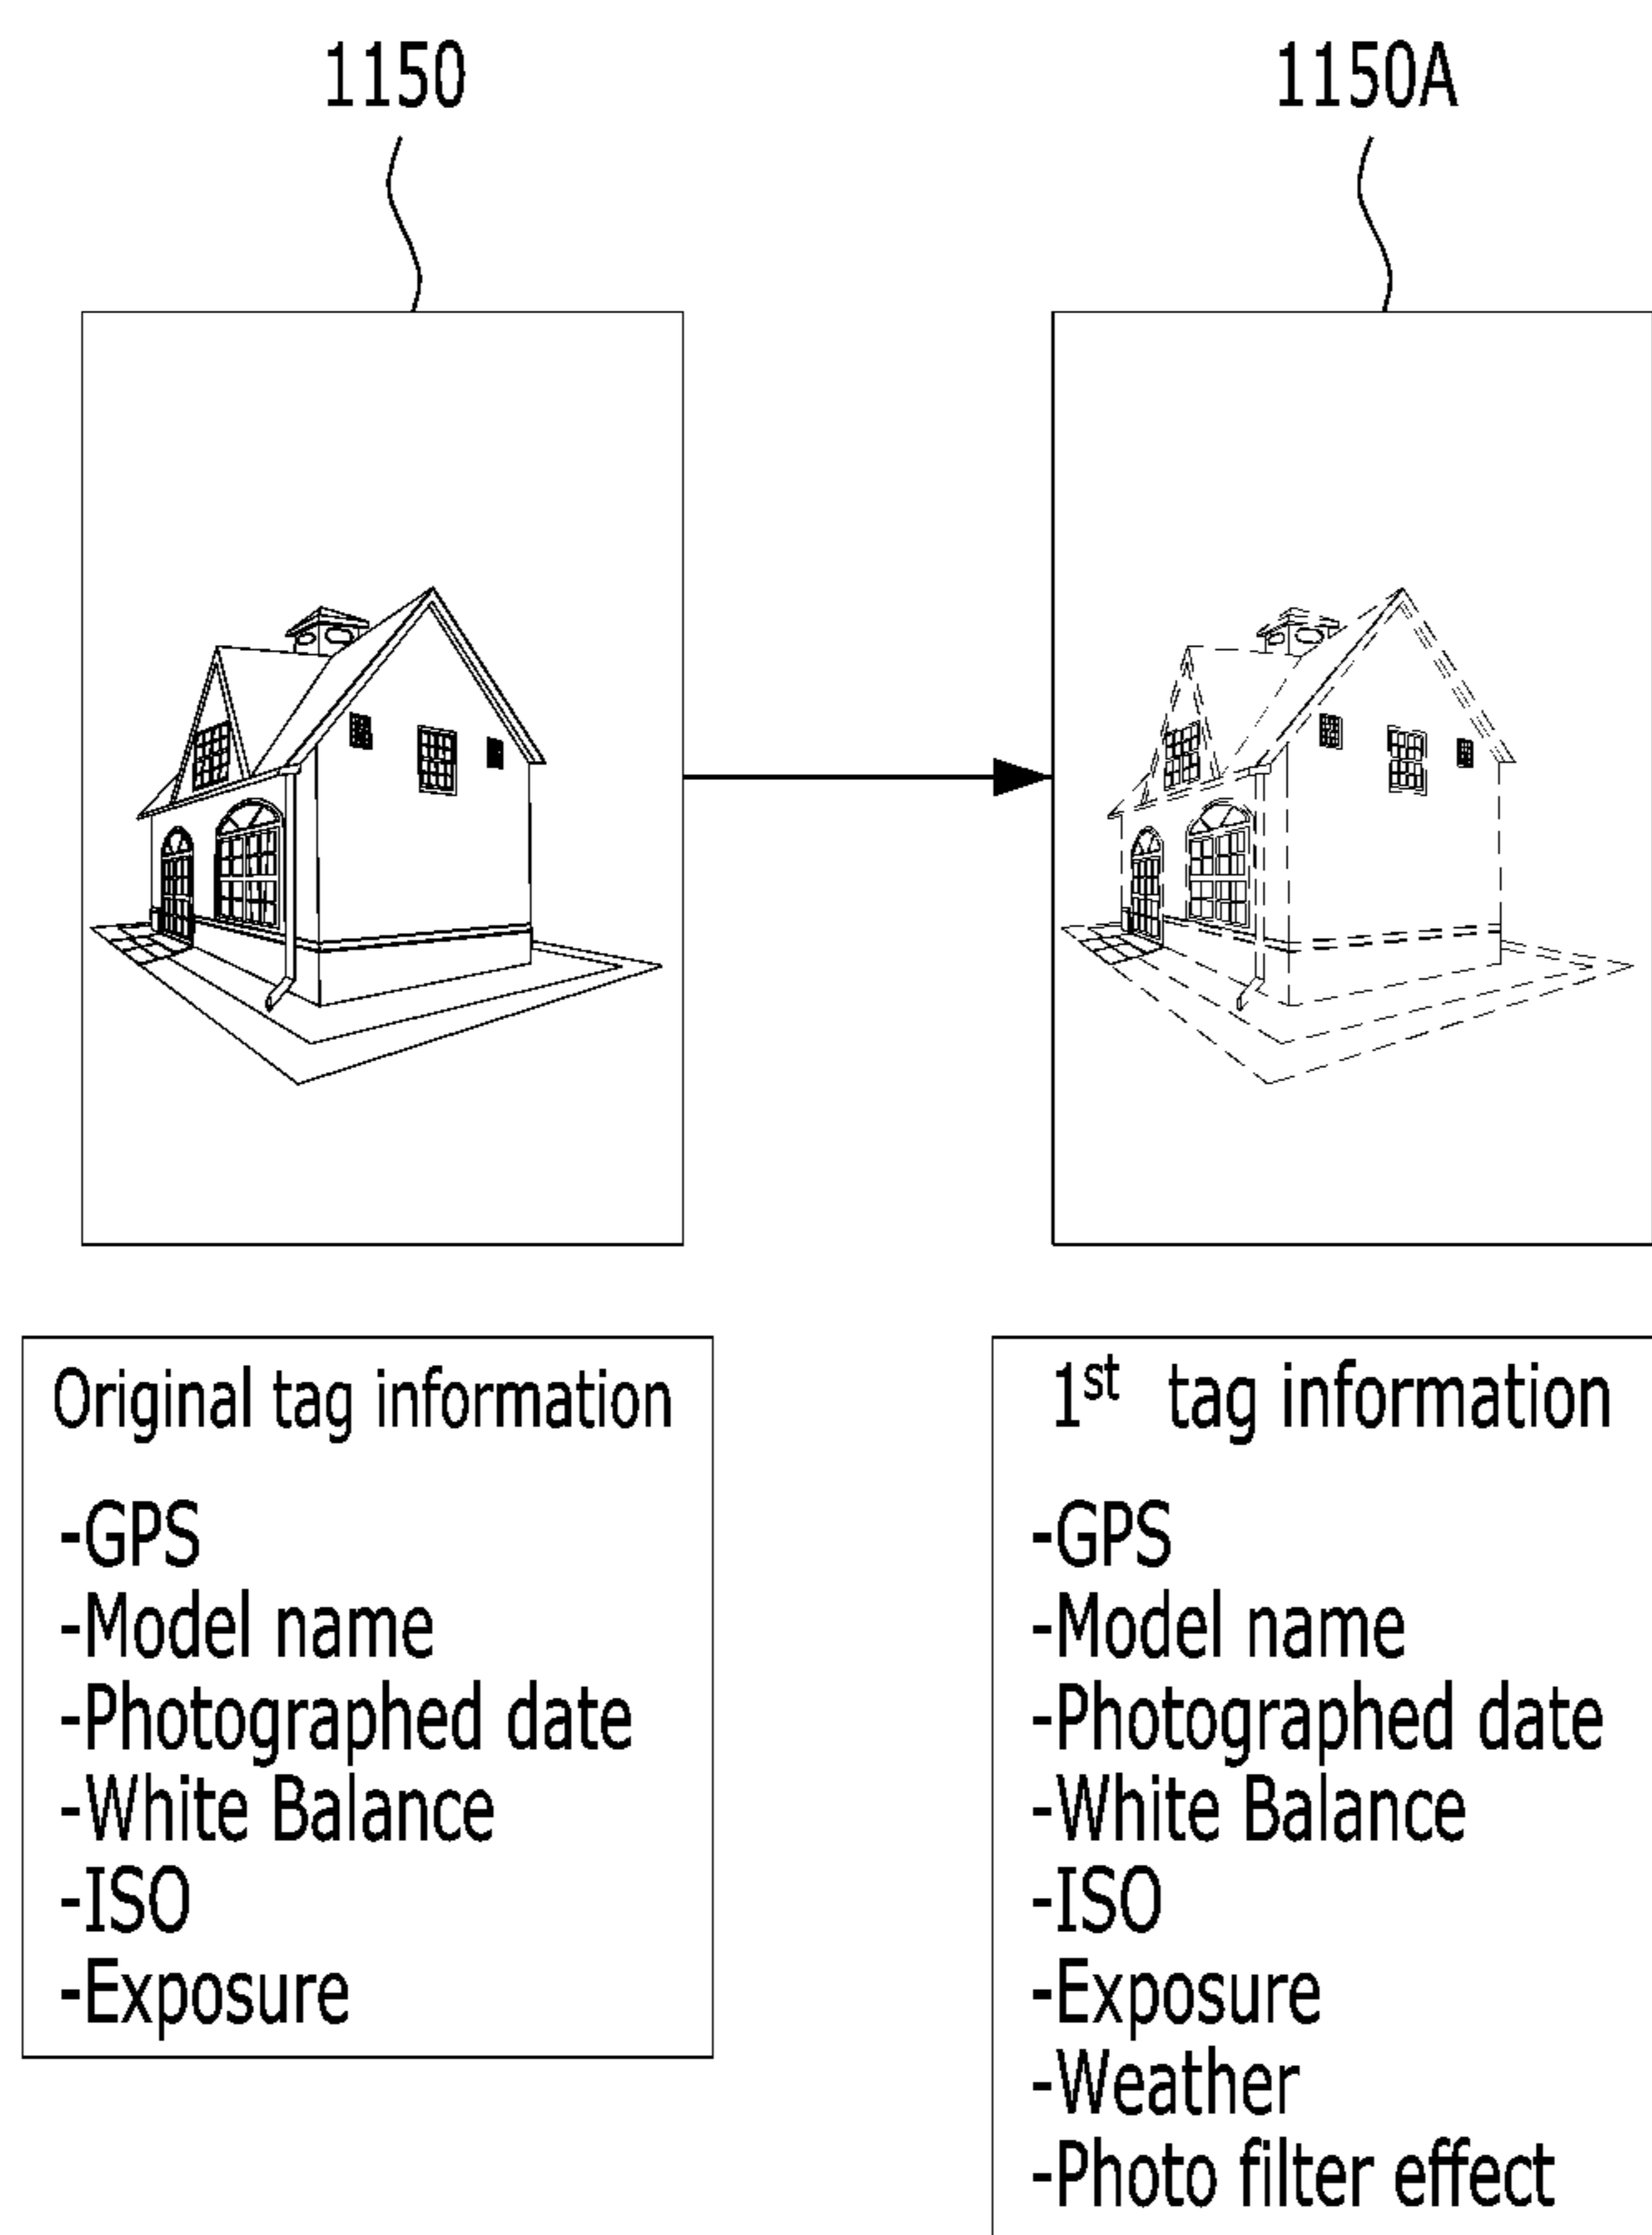 1150
1150A
Original tag information
-GPS
-Model name
-Photographed date
-White Balance
-ISO
-Exposure
1st tag information
-GPS
-Model name
-Photographed date
-White Balance
-ISO
-Exposure
-Weather
-Photo filter effect